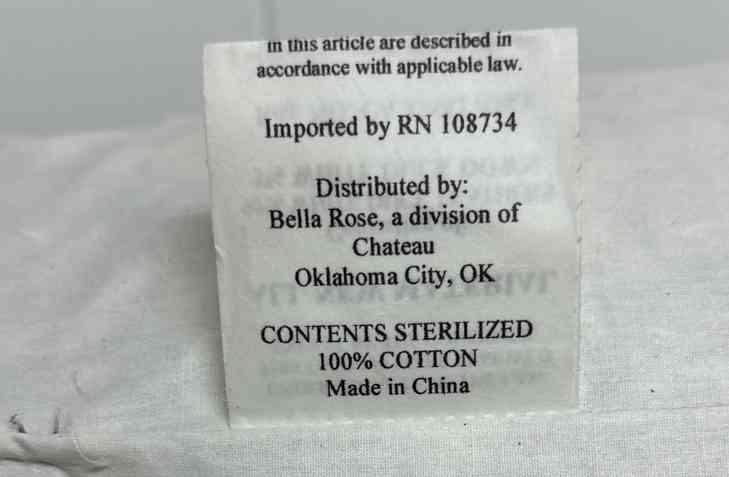 in this article are described in
accordance with applicable law.
Imported by RN 108734
Distributed by:
Bella Rose, a division of
Chateau
Oklahoma City, OK
CONTENTS STERILIZED
100% COTTON
Made in China